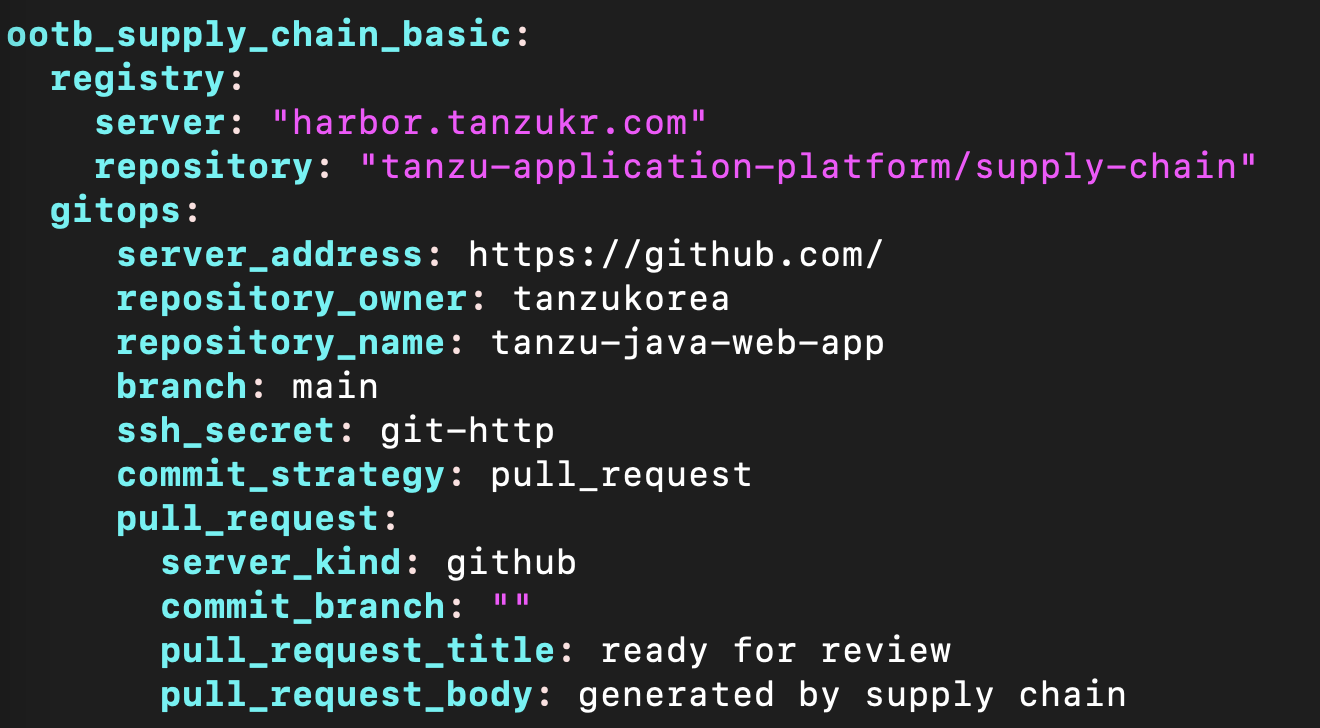 ootb_supply_chain_basic:
  registry:
    server: "harbor.tanzukr.com"
    repository: "tanzu-application-platform/supply-chain"
  gitops:
     server_address: https://github.com/
     repository_owner: tanzukorea
     repository_name: tanzu-java-web-app
     branch: main
     ssh_secret: git-http
     commit_strategy: pull_request
     pull_request:
       server_kind: github
       commit_branch: ""
       pull_request_title: ready for review
       pull_request_body: generated by supply chain